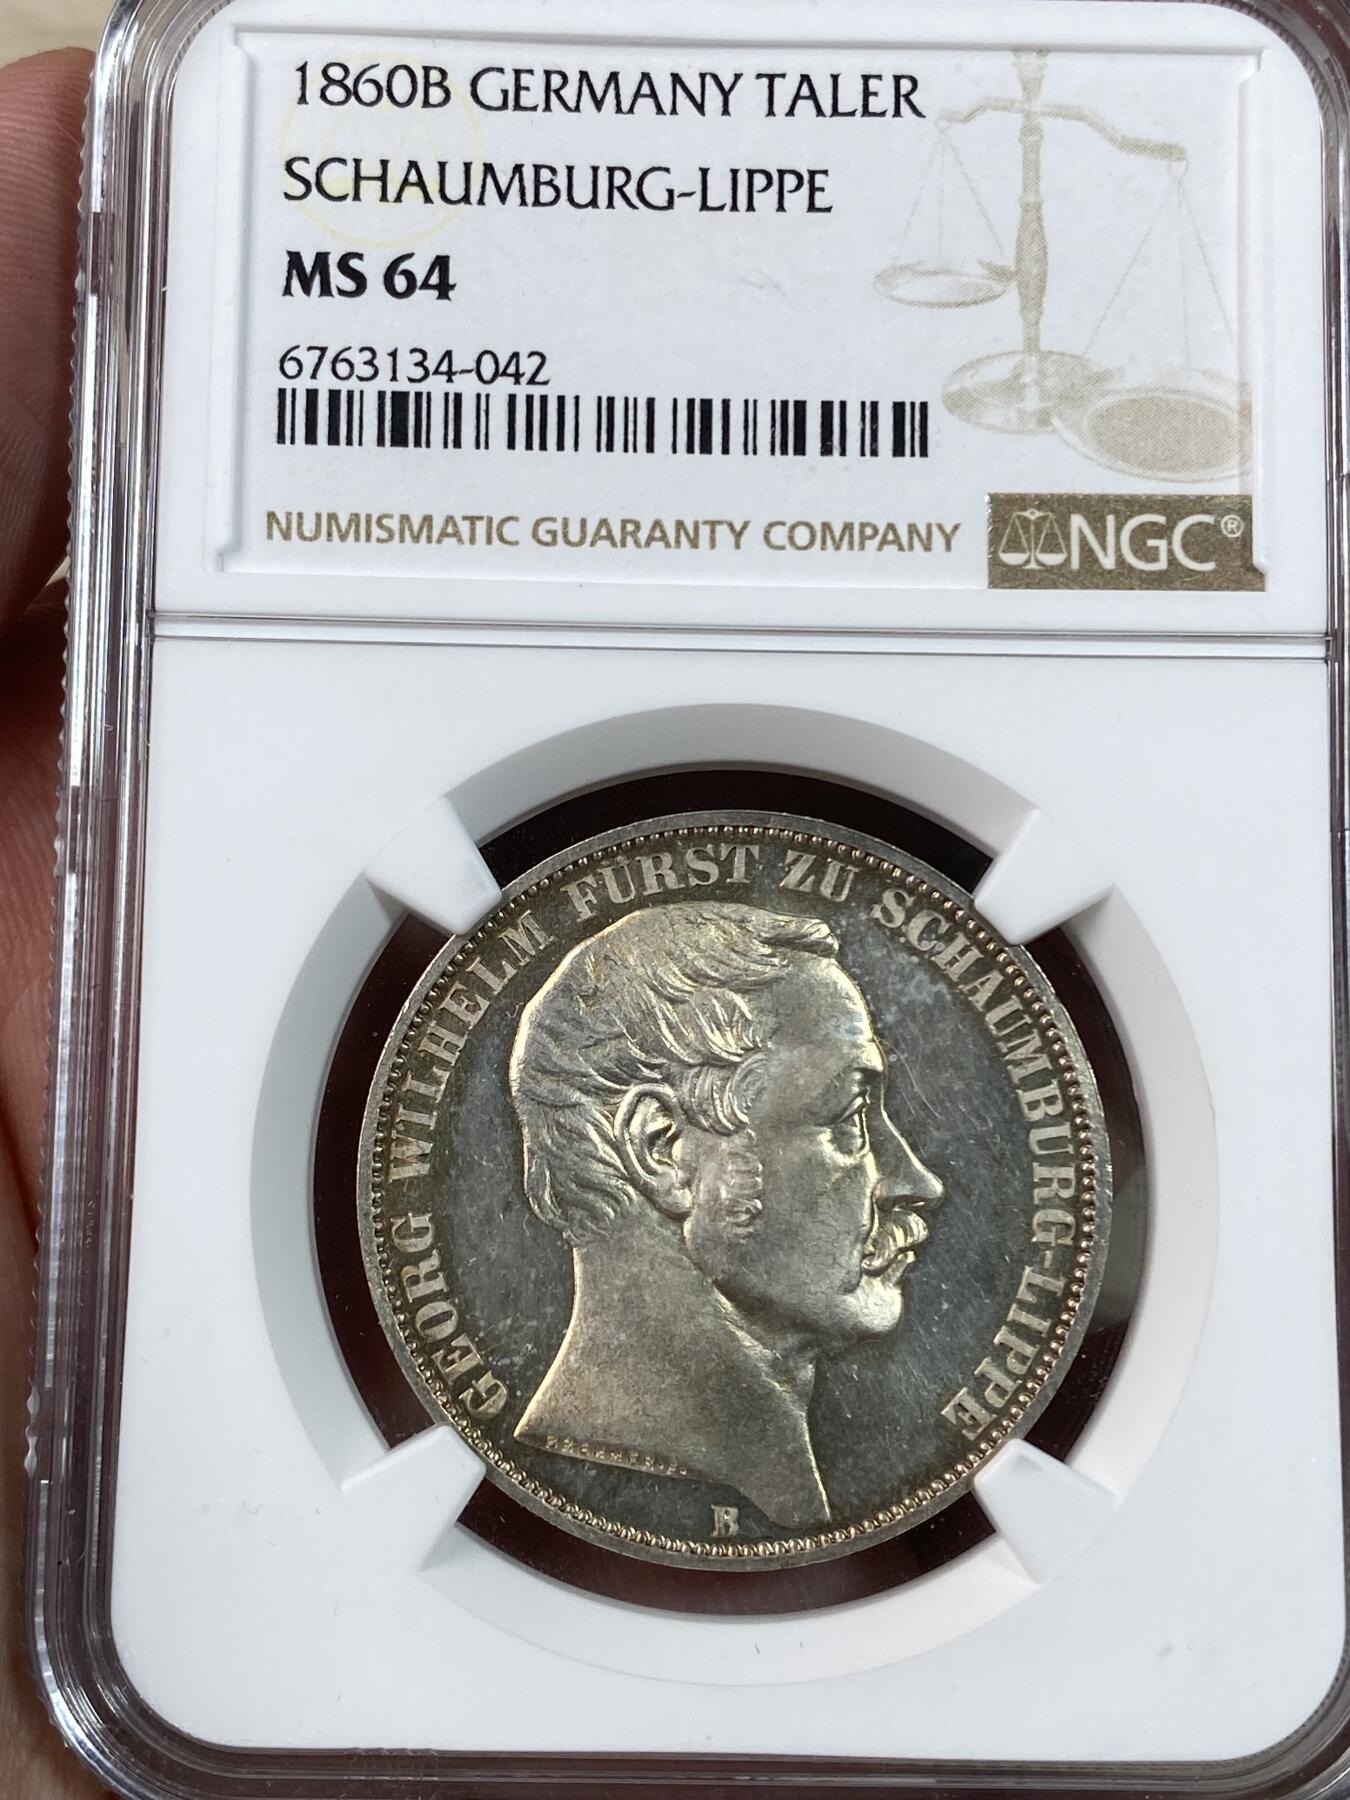 1860B GERMANY TALER
SCHAUMBURG-LIPPE
MS 64
6763134-042
NUMISMATIC GUARANTY COMPANY
NGC®
GEORG WILHELM FÜRST ZU SCHAUMBURG-LIPPE
BREHMER F.
B